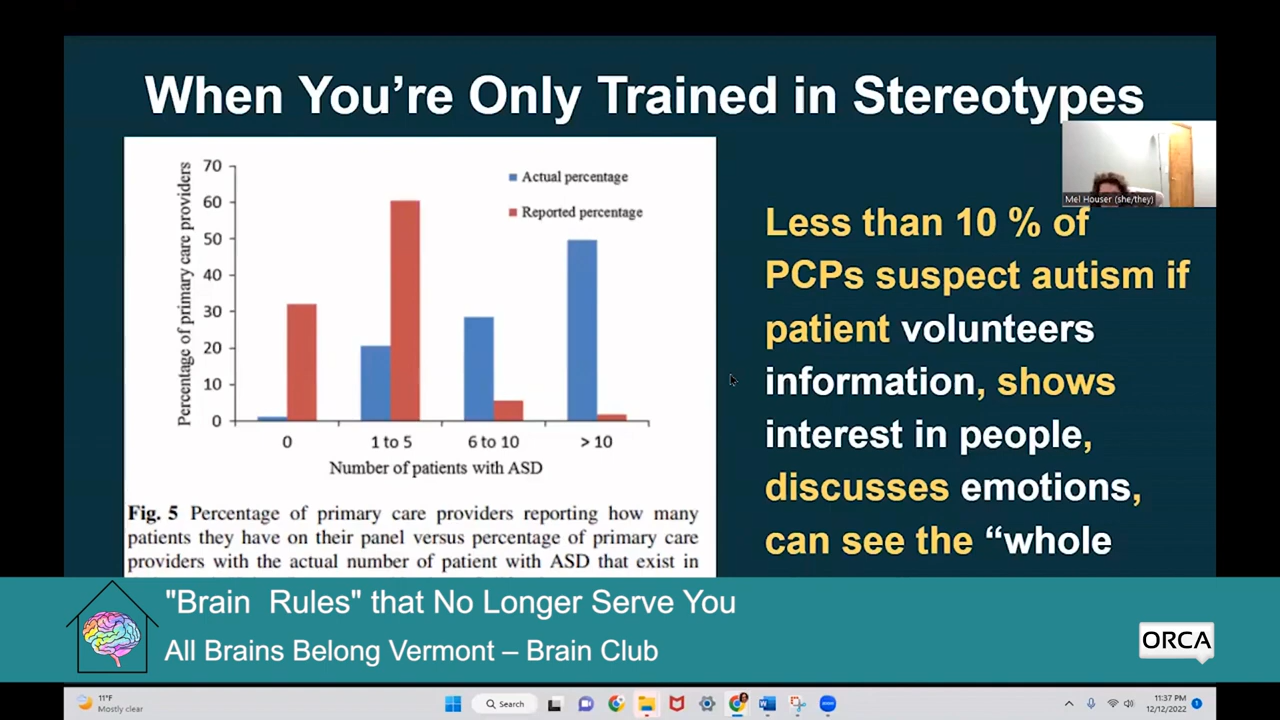 When You're Only Trained in Stereotypes
Percentage of primary care providers
70
60
50
40
30
20
10
0
Actual percentage
Reported percentage
0
1 to 5
6 to 10
> 10
Number of patients with ASD
Fig. 5 Percentage of primary care providers reporting how many
patients they have on their panel versus percentage of primary care
providers with the actual number of patient with ASD that exist in
Mel Houser (she/they)
Less than 10 % of
PCPs suspect autism if
patient volunteers
information, shows
interest in people,
discusses emotions,
can see the “whole
"Brain Rules" that No Longer Serve You
All Brains Belong Vermont – Brain Club
ORCA
11°F
Mostly clear
Search
11:37 PM
12/12/2022